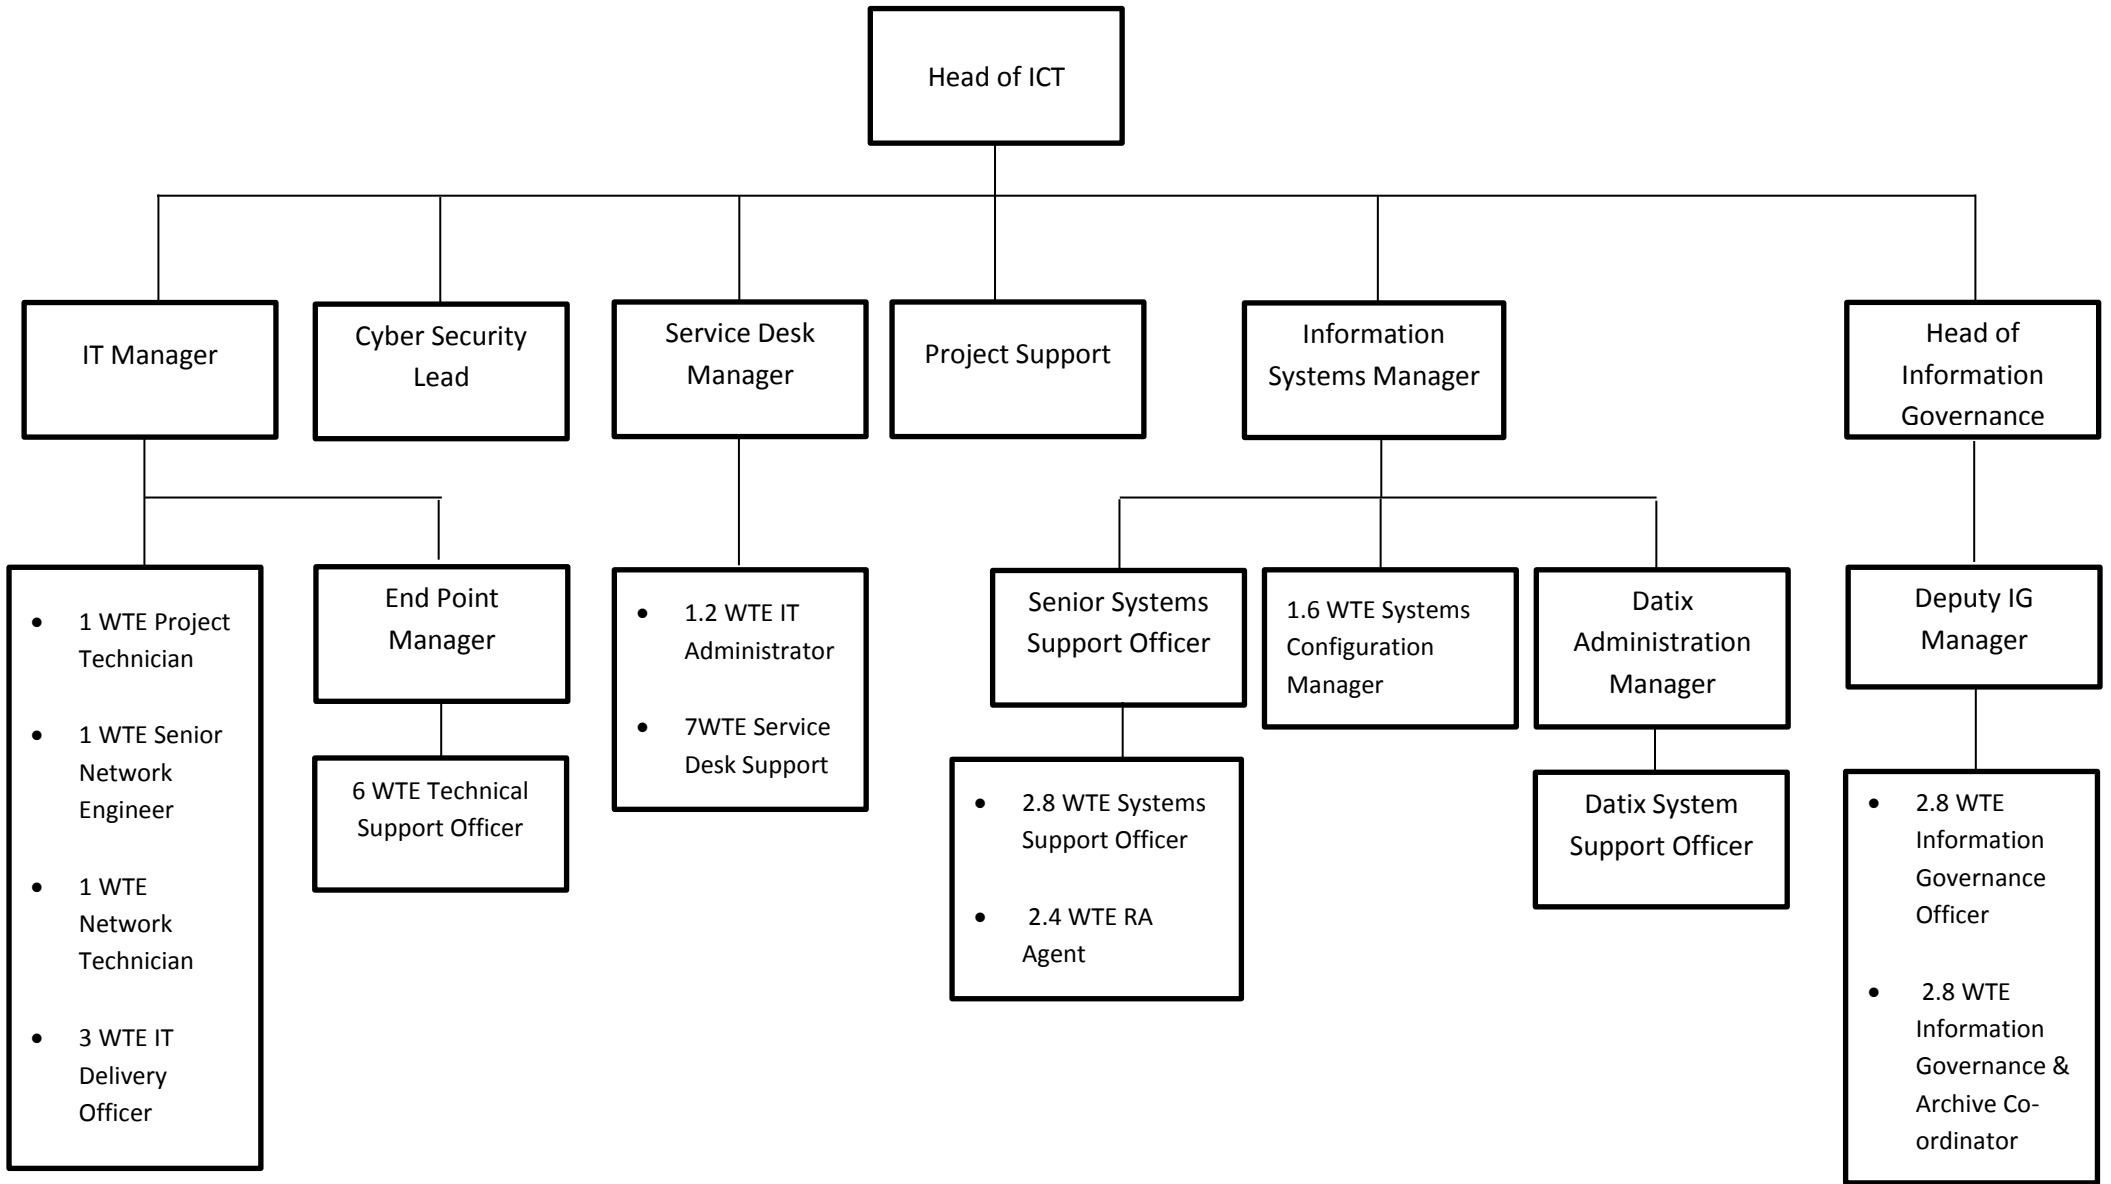 Head of ICT
IT Manager
Cyber Security
Lead
Service Desk
Manager
Project Support
Information
Systems Manager
Head of
Information
Governance
• 1 WTE Project
Technician
• 1 WTE Senior
Network
Engineer
• 1 WTE
Network
Technician
• 3 WTE IT
Delivery
Officer
End Point
Manager
6 WTE Technical
Support Officer
• 1.2 WTE IT
Administrator
• 7WTE Service
Desk Support
Senior Systems
Support Officer
• 2.8 WTE Systems
Support Officer
• 2.4 WTE RA
Agent
1.6 WTE Systems
Configuration
Manager
Datix
Administration
Manager
Datix System
Support Officer
Deputy IG
Manager
• 2.8 WTE
Information
Governance
Officer
• 2.8 WTE
Information
Governance &
Archive Co-
ordinator